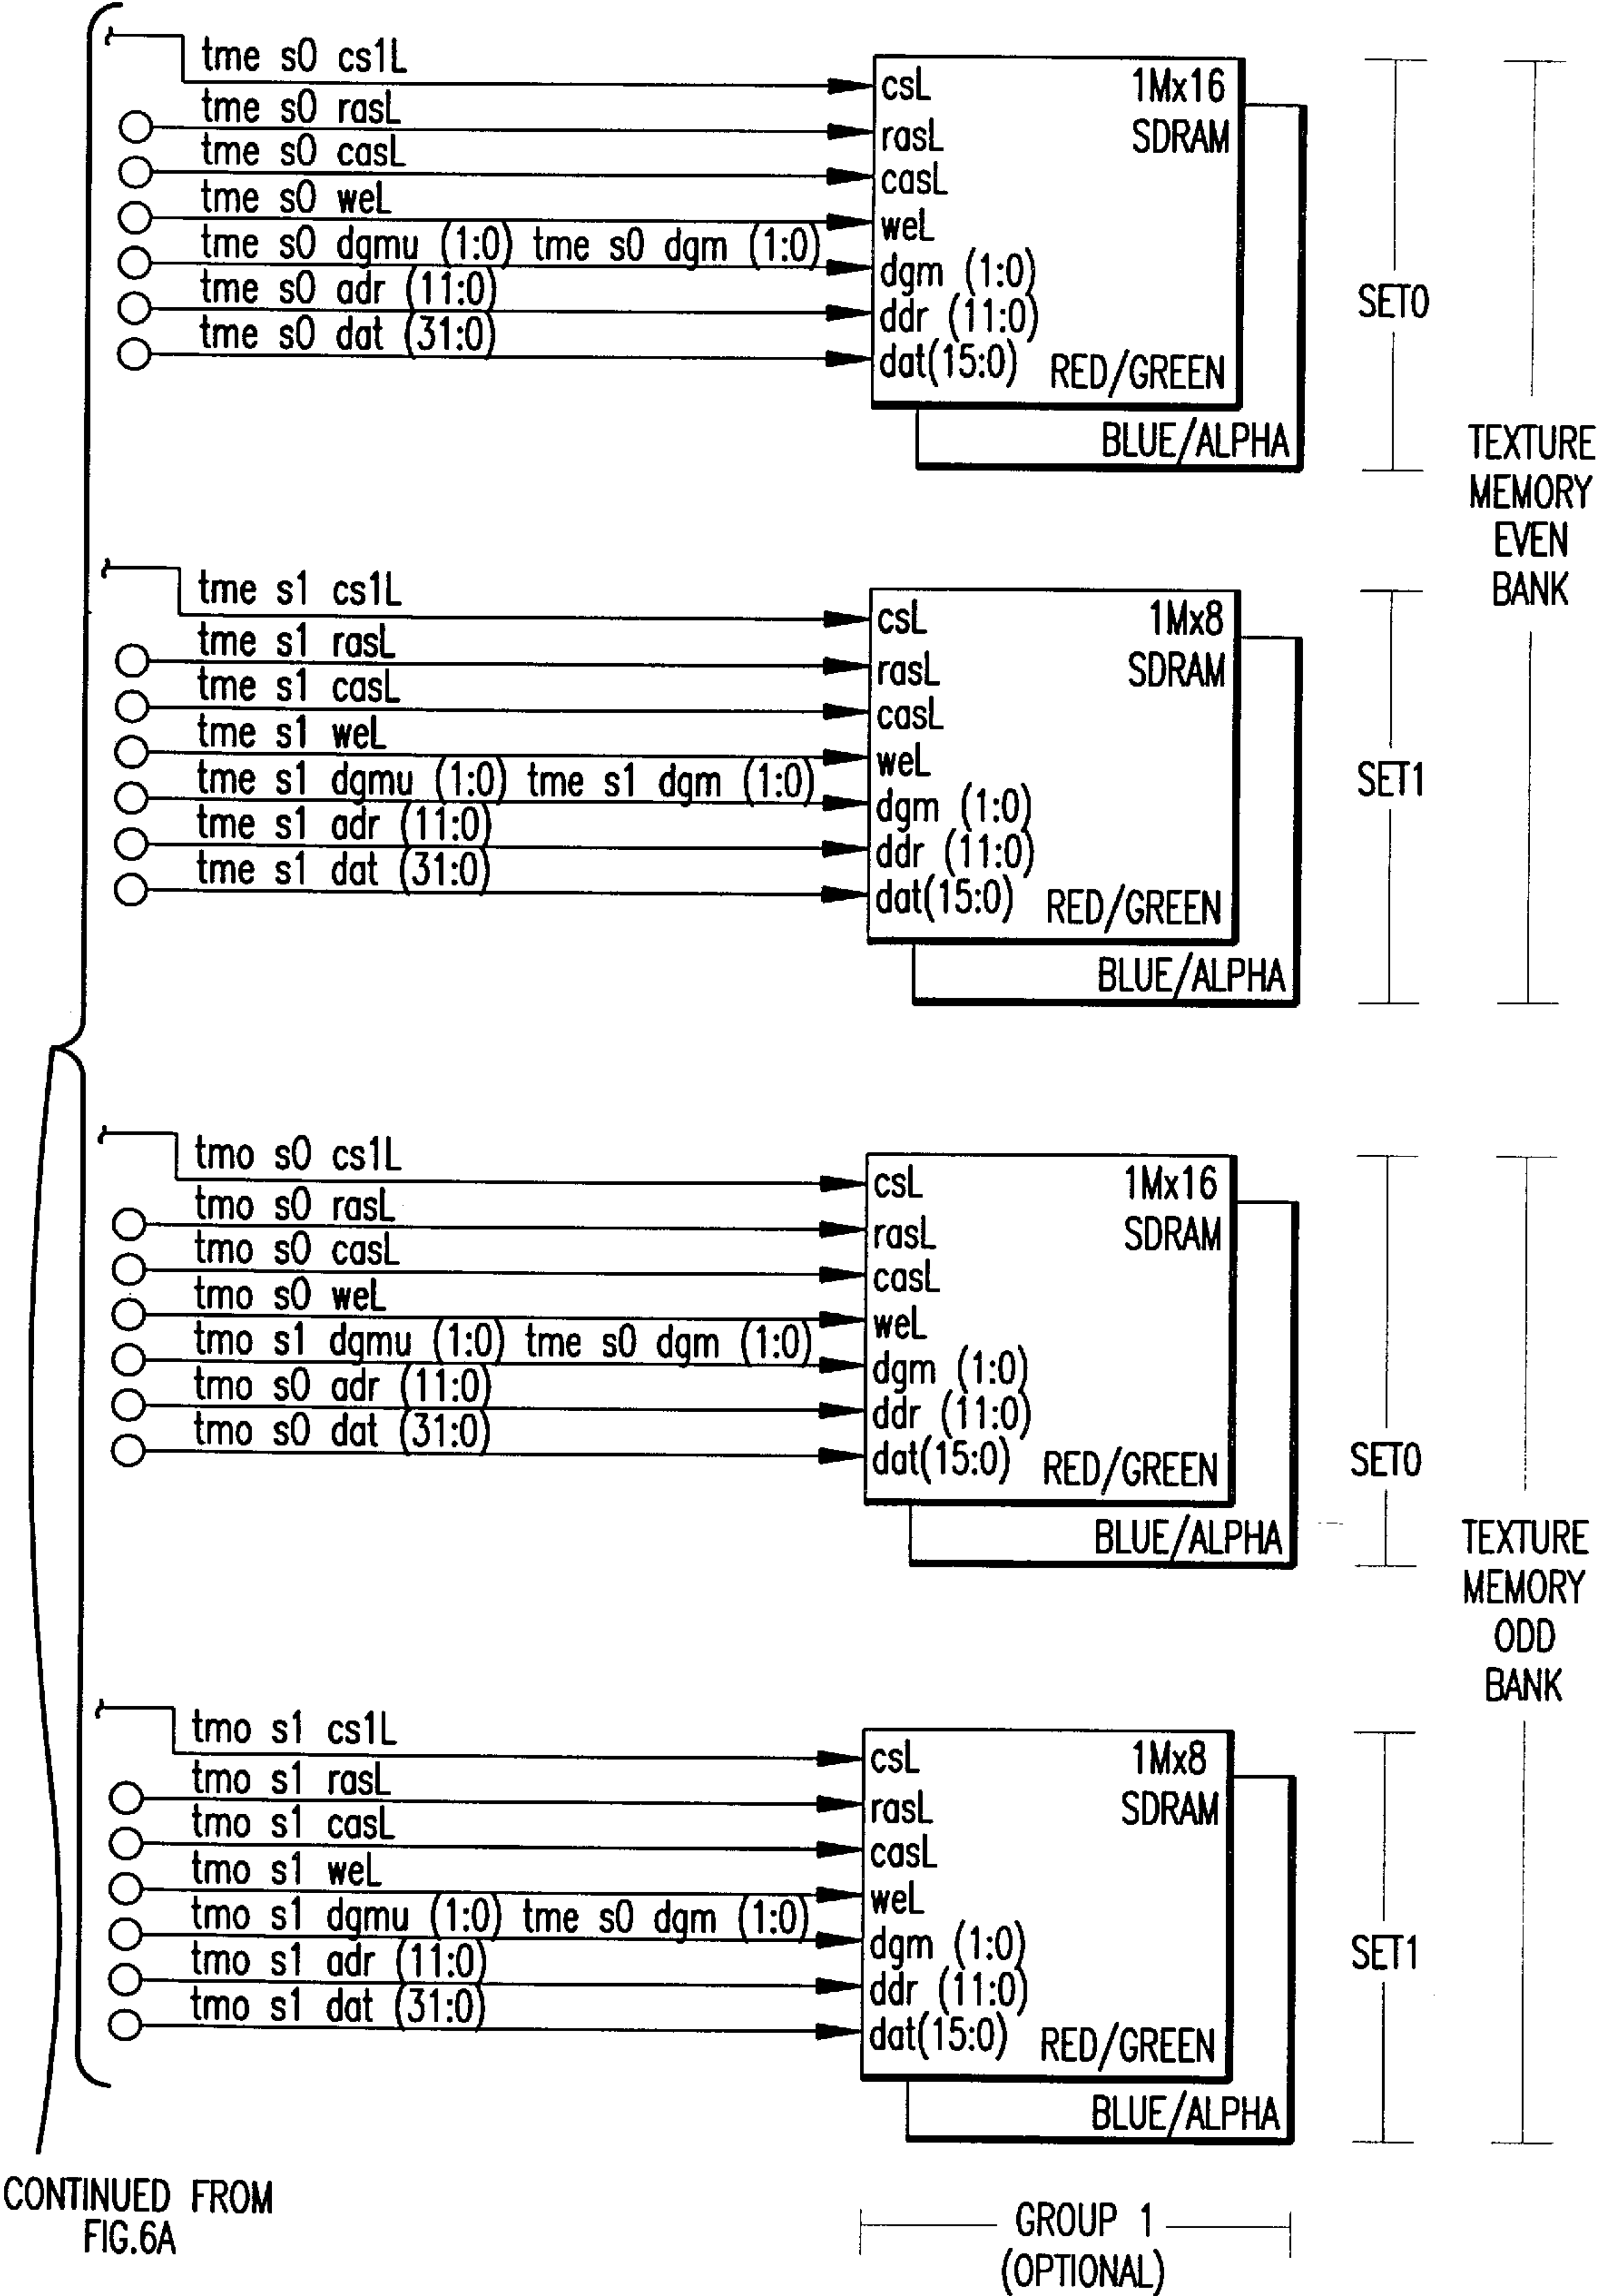 tme s0 cs1L
tme s0 rasL
tme s0 casL
tme s0 weL
tme s0 dgmu (1:0) tme s0 dgm (1:0)
tme s0 adr (11:0)
tme s0 dat (31:0)
csL 1Mx16
rasL SDRAM
casL
weL
dgm (1:0)
ddr (11:0)
dat(15:0) RED/GREEN
BLUE/ALPHA
SET0
tme s1 cs1L
tme s1 rasL
tme s1 casL
tme s1 weL
tme s1 dgmu (1:0) tme s1 dgm (1:0)
tme s1 adr (11:0)
tme s1 dat (31:0)
csL 1Mx8
rasL SDRAM
casL
weL
dgm (1:0)
ddr (11:0)
dat(15:0) RED/GREEN
BLUE/ALPHA
SET1
TEXTURE
MEMORY
EVEN
BANK
tmo s0 cs1L
tmo s0 rasL
tmo s0 casL
tmo s0 weL
tmo s1 dgmu (1:0) tme s0 dgm (1:0)
tmo s0 adr (11:0)
tmo s0 dat (31:0)
csL 1Mx16
rasL SDRAM
casL
weL
dgm (1:0)
ddr (11:0)
dat(15:0) RED/GREEN
BLUE/ALPHA
SET0
tmo s1 cs1L
tmo s1 rasL
tmo s1 casL
tmo s1 weL
tmo s1 dgmu (1:0) tme s0 dgm (1:0)
tmo s1 adr (11:0)
tmo s1 dat (31:0)
csL 1Mx8
rasL SDRAM
casL
weL
dgm (1:0)
ddr (11:0)
dat(15:0) RED/GREEN
BLUE/ALPHA
SET1
TEXTURE
MEMORY
ODD
BANK
CONTINUED FROM
FIG.6A
GROUP 1
(OPTIONAL)